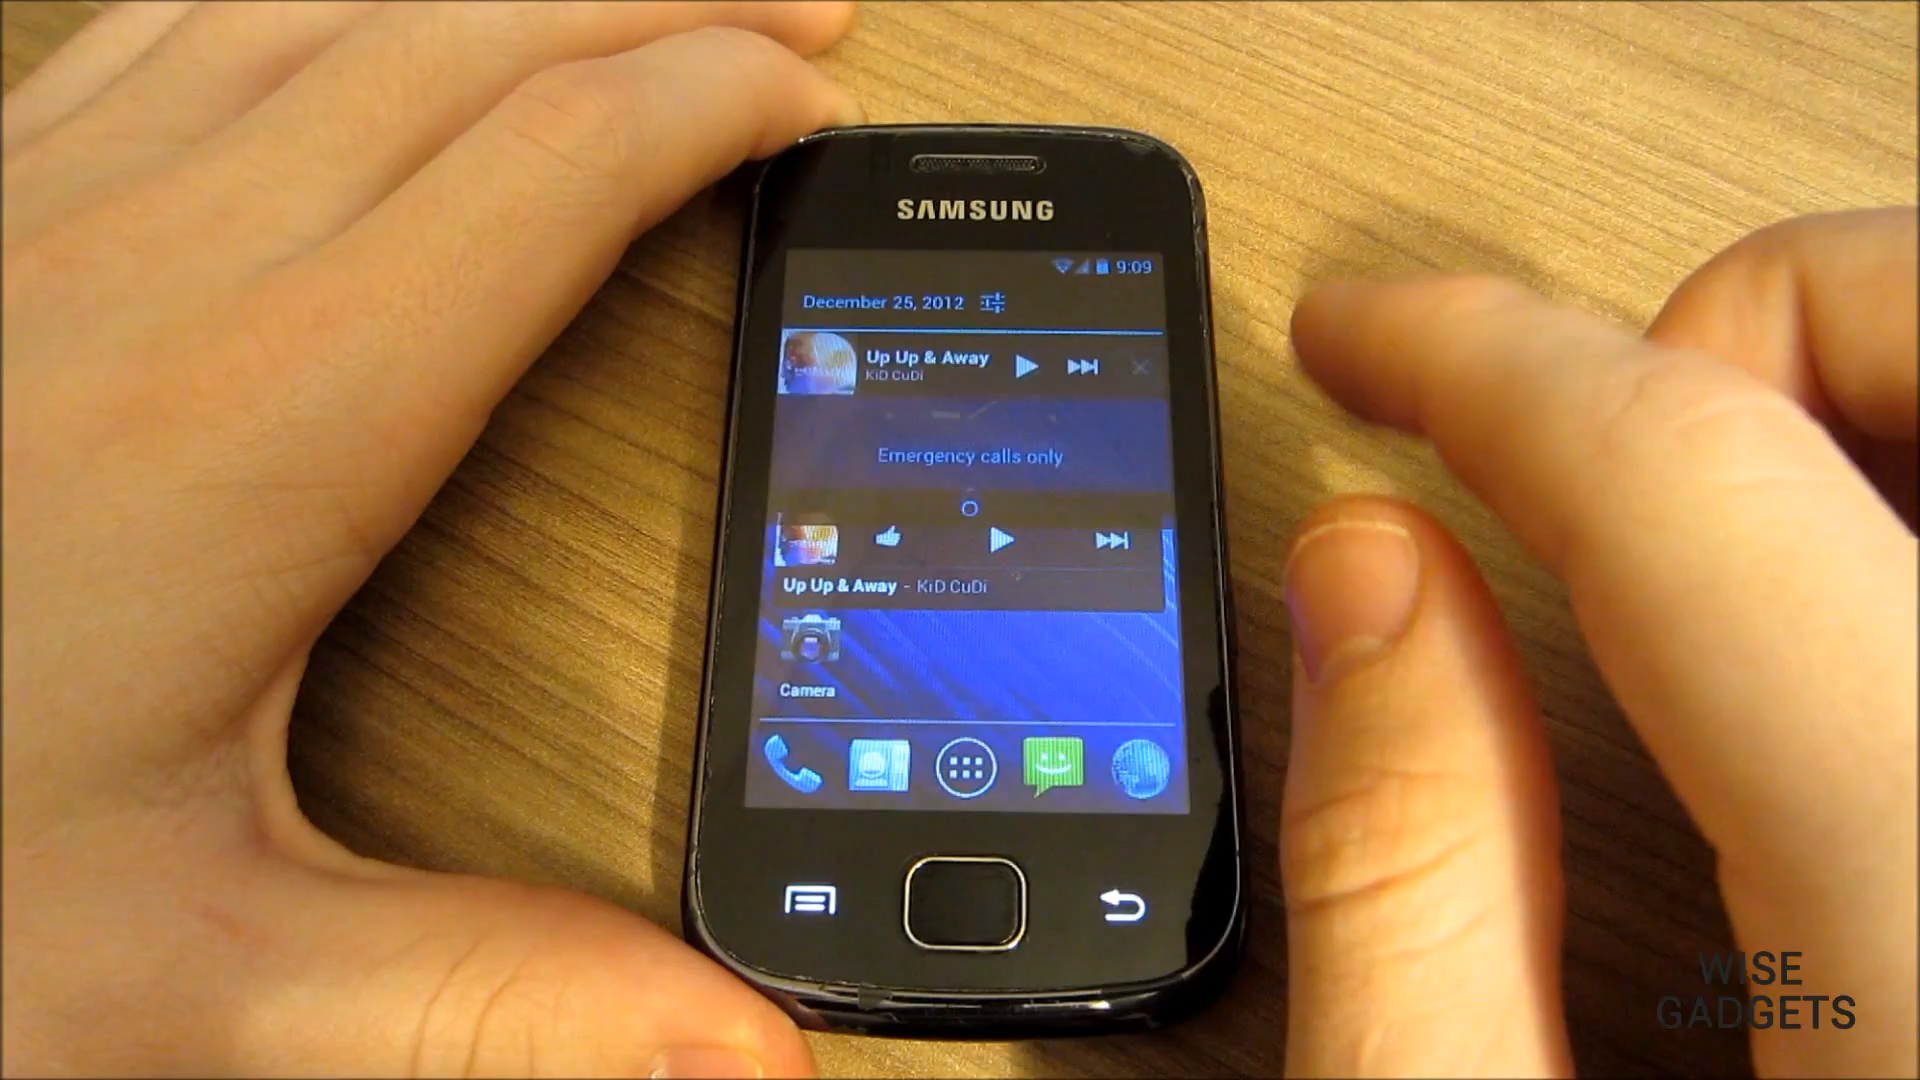 SAMSUNG
9:09
December 25, 2012
Up Up & Away
KiD CuDi
Emergency calls only
Up Up & Away - KiD CuDi
Camera
WISE
GADGETS